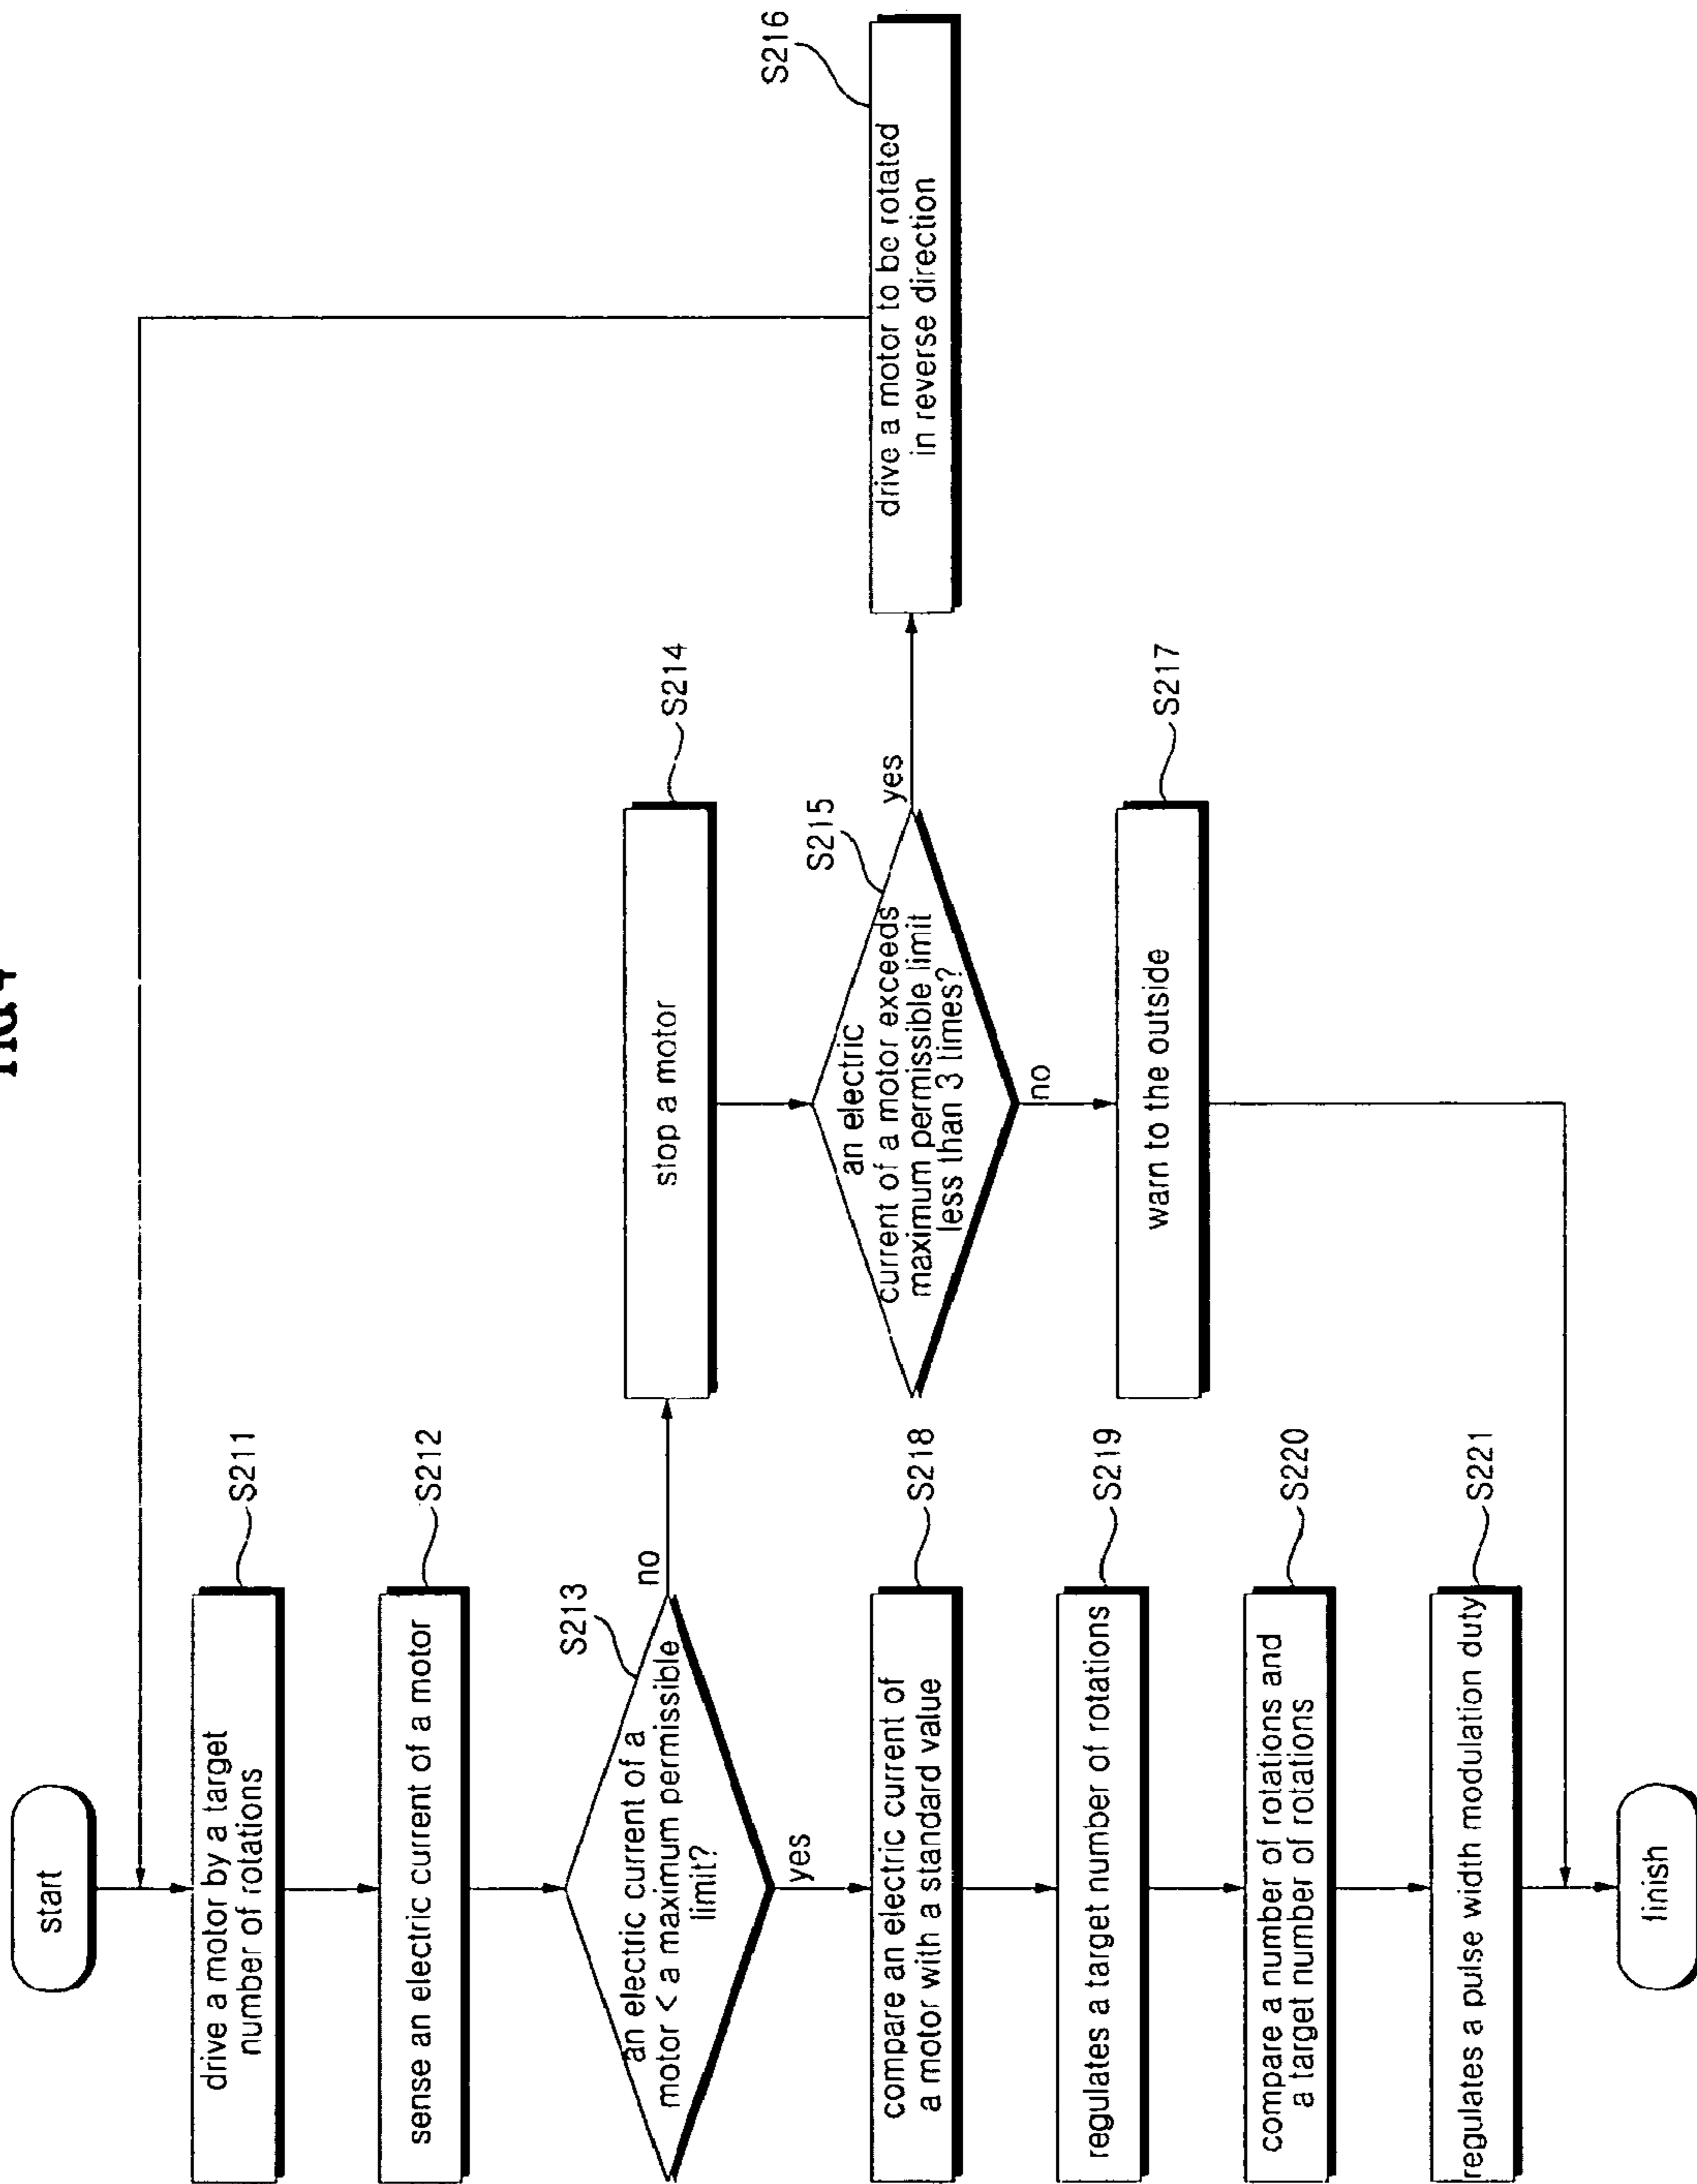 start
drive a motor by a target
number of rotations
S211
sense an electric current of a motor
S212
an electric current of a
motor < a maximum permissible
limit?
S213
no
yes
stop a motor
S214
an electric
current of a motor exceeds
maximum permissible limit
less than 3 times?
S215
yes
no
drive a motor to be rotated
in reverse direction
S216
warn to the outside
S217
compare an electric current of
a motor with a standard value
S218
regulates a target number of rotations
S219
compare a number of rotations and
a target number of rotations
S220
regulates a pulse width modulation duty
S221
finish